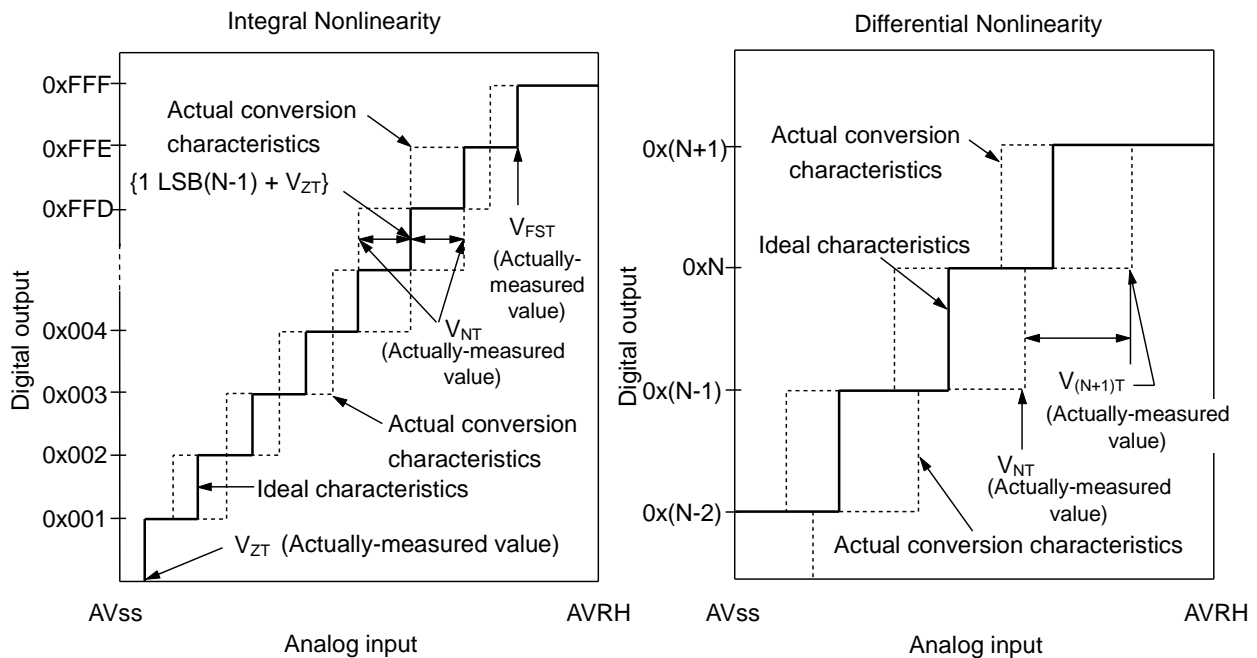 Integral Nonlinearity
0xFFF
0xFFE
0xFFD
0x004
0x003
0x002
0x001
Digital output
Actual conversion
characteristics
{1 LSB(N-1) + VZT}
VFST
(Actually-
measured
value)
VNT
(Actually-measured
value)
Actual conversion
characteristics
Ideal characteristics
VZT (Actually-measured value)
AVss
AVRH
Analog input
Differential Nonlinearity
0x(N+1)
0xN
0x(N-1)
0x(N-2)
Digital output
Actual conversion
characteristics
Ideal characteristics
V(N+1)T
(Actually-measured
value)
VNT
(Actually-measured
value)
Actual conversion characteristics
AVss
AVRH
Analog input